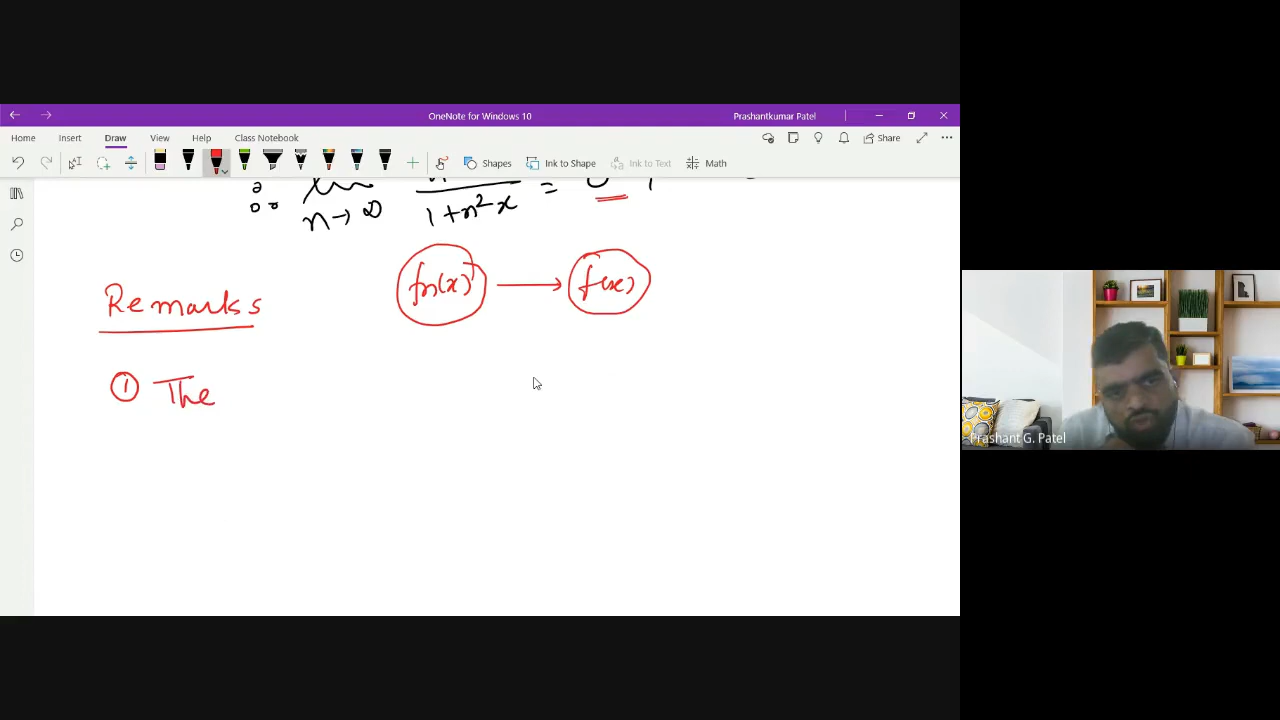 OneNote for Windows 10
Prashantkumar Patel
Home Insert Draw View Help Class Notebook
Share
Shapes Ink to Shape Ink to Text Math
n→∞ 1+n²x = 0
fn(x) → f(x)
Remarks
① The
Prashant G. Patel